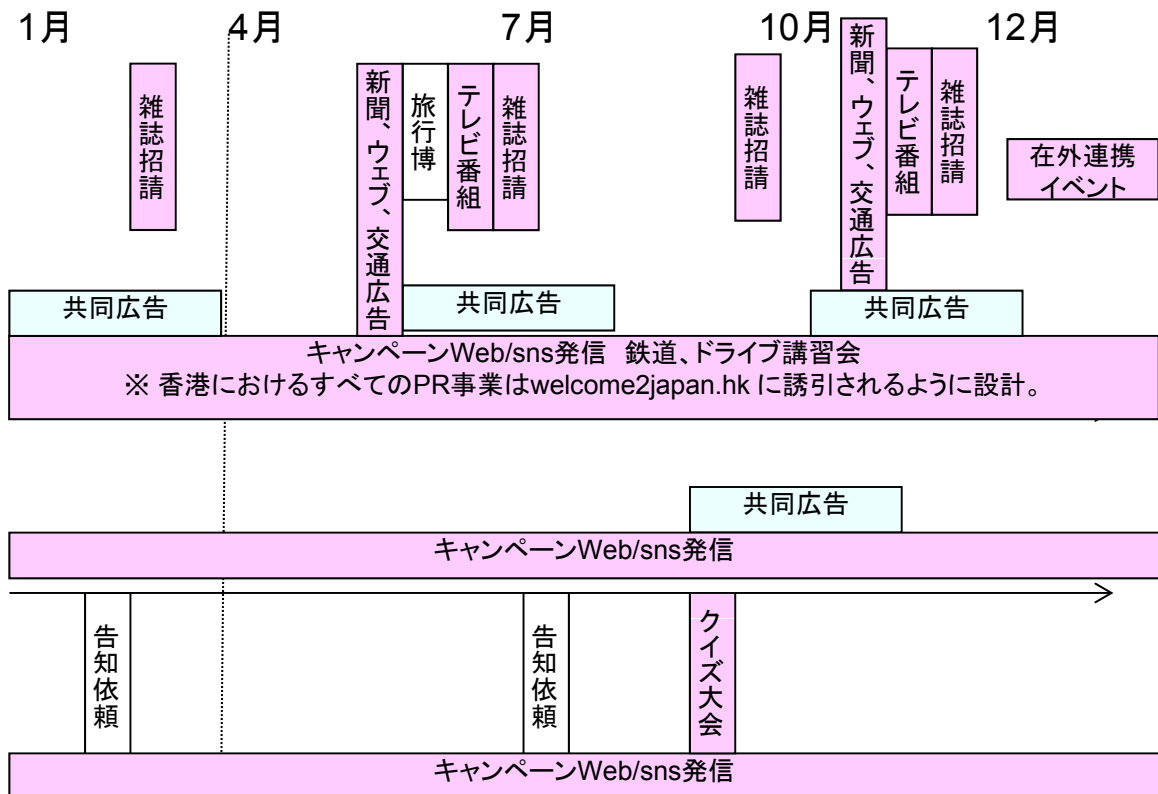 1月
4月
7月
10月
12月
雑誌招請
新聞、ウェブ、交通広告
旅行博
テレビ番組
雑誌招請
雑誌招請
新聞、ウェブ、交通広告
テレビ番組
雑誌招請
在外連携
イベント
共同広告
共同広告
共同広告
キャンペーンWeb/sns発信 鉄道、ドライブ講習会
※ 香港におけるすべてのPR事業はwelcome2japan.hk に誘引されるように設計。
共同広告
キャンペーンWeb/sns発信
告知依頼
告知依頼
クイズ大会
キャンペーンWeb/sns発信